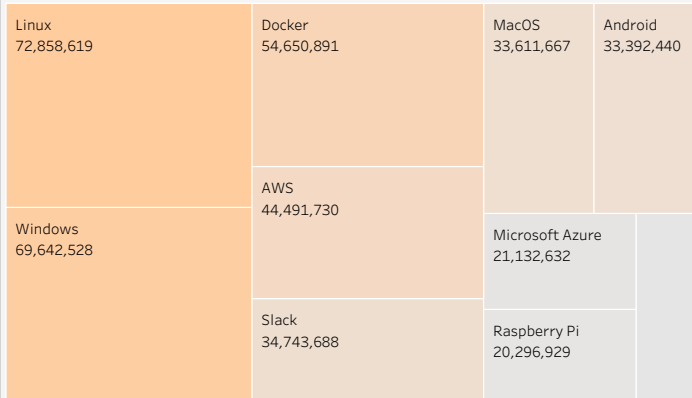 Linux
72,858,619
Windows
69,642,528
Docker
54,650,891
AWS
44,491,730
Slack
34,743,688
MacOS
33,611,667
Android
33,392,440
Microsoft Azure
21,132,632
Raspberry Pi
20,296,929